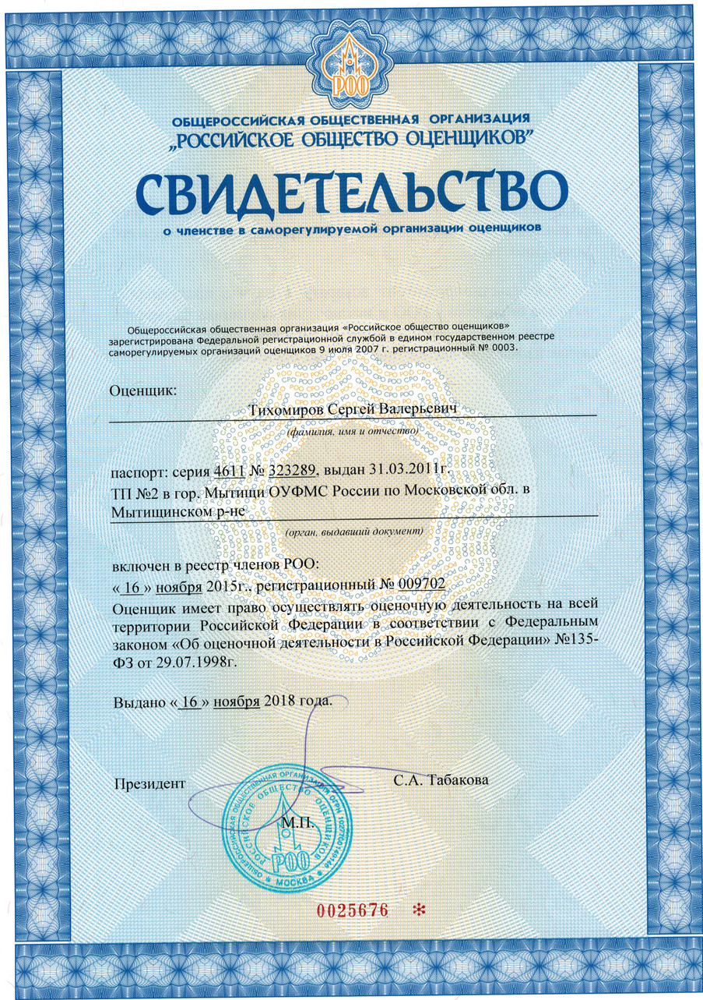 РОО
ОБЩЕРОССИЙСКАЯ ОБЩЕСТВЕННАЯ ОРГАНИЗАЦИЯ
„РОССИЙСКОЕ ОБЩЕСТВО ОЦЕНЩИКОВ”
СВИДЕТЕЛЬСТВО
о членстве в саморегулируемой организации оценщиков
Общероссийская общественная организация «Российское общество оценщиков»
зарегистрирована Федеральной регистрационной службой в едином государственном реестре
саморегулируемых организаций оценщиков 9 июля 2007 г. регистрационный № 0003.
Оценщик:
Тихомиров Сергей Валерьевич
(фамилия, имя и отчество)
паспорт: серия 4611 № 323289, выдан 31.03.2011г.
ТП №2 в гор. Мытищи ОУФМС России по Московской обл. в
Мытищинском р-не
(орган, выдавший документ)
включен в реестр членов РОО:
« 16 » ноября 2015г., регистрационный № 009702
Оценщик имеет право осуществлять оценочную деятельность на всей
территории Российской Федерации в соответствии с Федеральным
законом «Об оценочной деятельности в Российской Федерации» №135-
ФЗ от 29.07.1998г.
Выдано « 16 » ноября 2018 года.
Президент
С.А. Табакова
М.П.
ОБЩЕРОССИЙСКАЯ ОБЩЕСТВЕННАЯ ОРГАНИЗАЦИЯ
РОССИЙСКОЕ ОБЩЕСТВО ОЦЕНЩИКОВ
РОО
* МОСКВА *
0025676 *